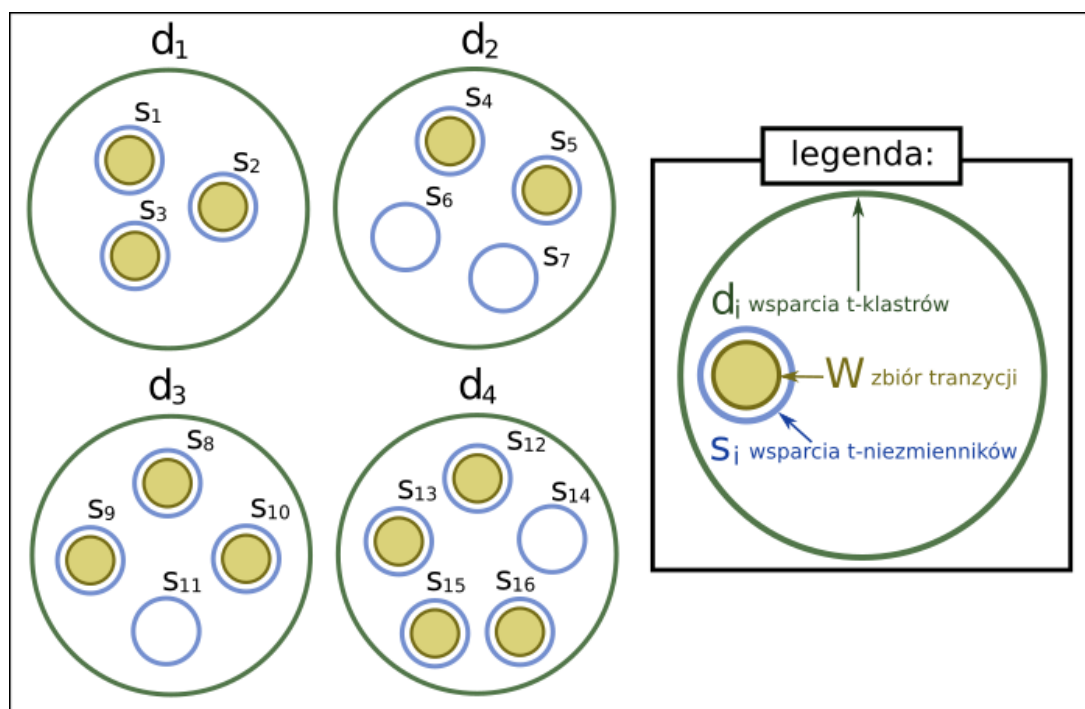 d₁
s₁
s₂
s₃
d₂
s₄
s₅
s₆
s₇
d₃
s₈
s₉
s₁₀
s₁₁
d₄
s₁₂
s₁₃
s₁₄
s₁₅
s₁₆
legenda:
dᵢ wsparcia t-klastrów
W zbiór tranzycji
sᵢ wsparcia t-niezmienników